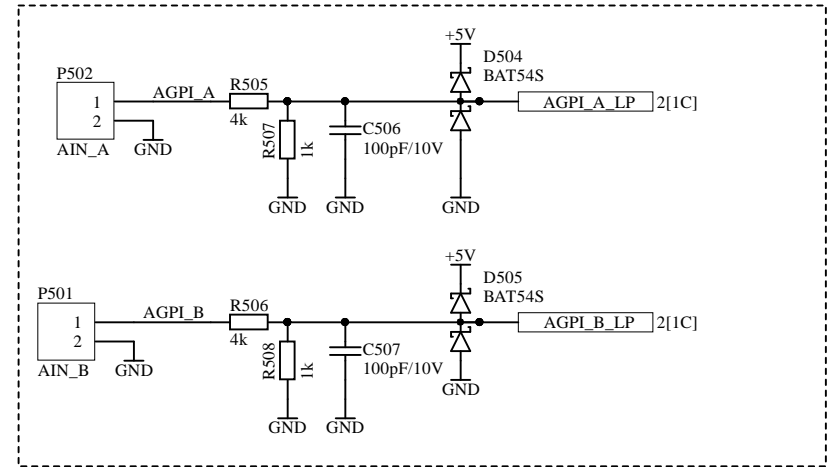 +5V
D504
BAT54S
P502
1
2
AIN_A
GND
AGPI_A
R505
4k
R507
1k
C506
100pF/10V
GND
GND
GND
AGPI_A_LP
2[1C]
+5V
D505
BAT54S
P501
1
2
AIN_B
GND
AGPI_B
R506
4k
R508
1k
C507
100pF/10V
GND
GND
GND
AGPI_B_LP
2[1C]